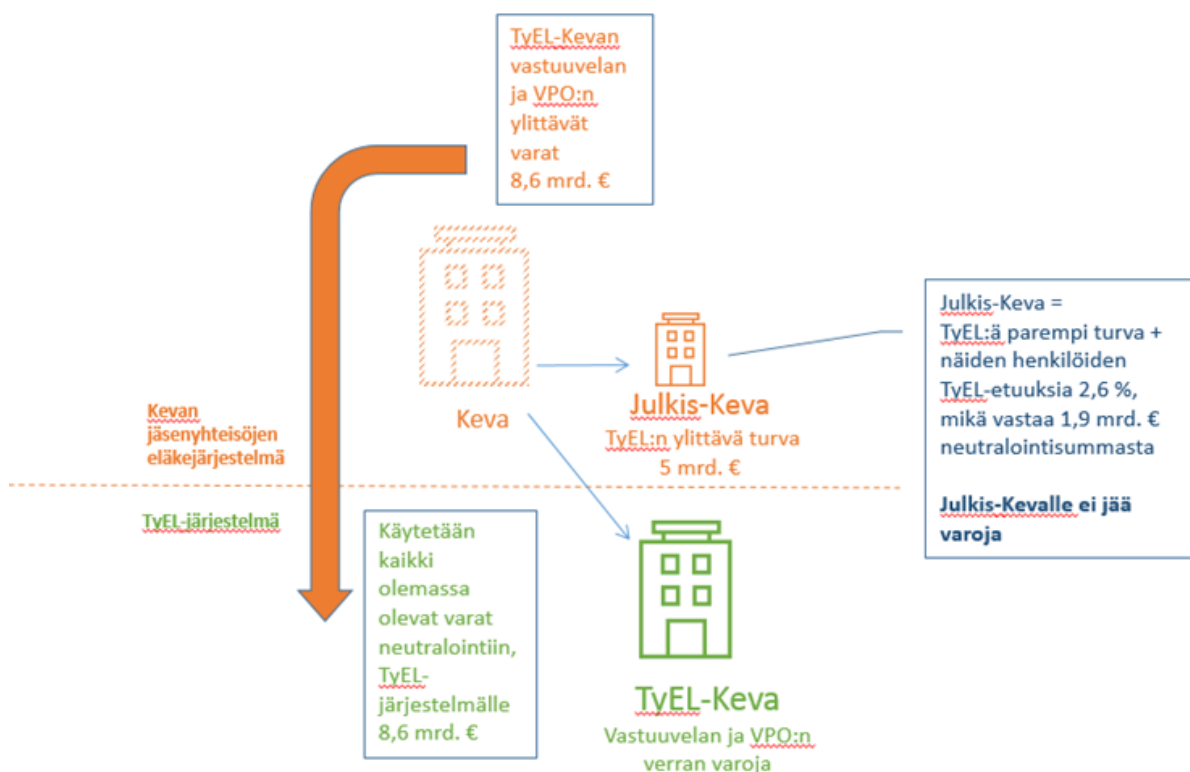 TyEL-Kevan
vastuuvelan
ja VPO:n
ylittävät
varat
8,6 mrd. €
Keva
Julkis-Keva
TyEL:n ylittävä turva
5 mrd. €
Julkis-Keva =
TyEL:ä parempi turva +
näiden henkilöiden
TyEL-etuuksia 2,6 %,
mikä vastaa 1,9 mrd. €
neutralointisummasta
Julkis-Kevalle ei jää
varoja
Kevan
jäsenyhteisöjen
eläkejärjestelmä
TyEL-järjestelmä
Käytetään
kaikki
olemassa
olevat varat
neutralointiin,
TyEL-
järjestelmälle
8,6 mrd. €
TyEL-Keva
Vastuuvelan ja VPO:n
verran varoja